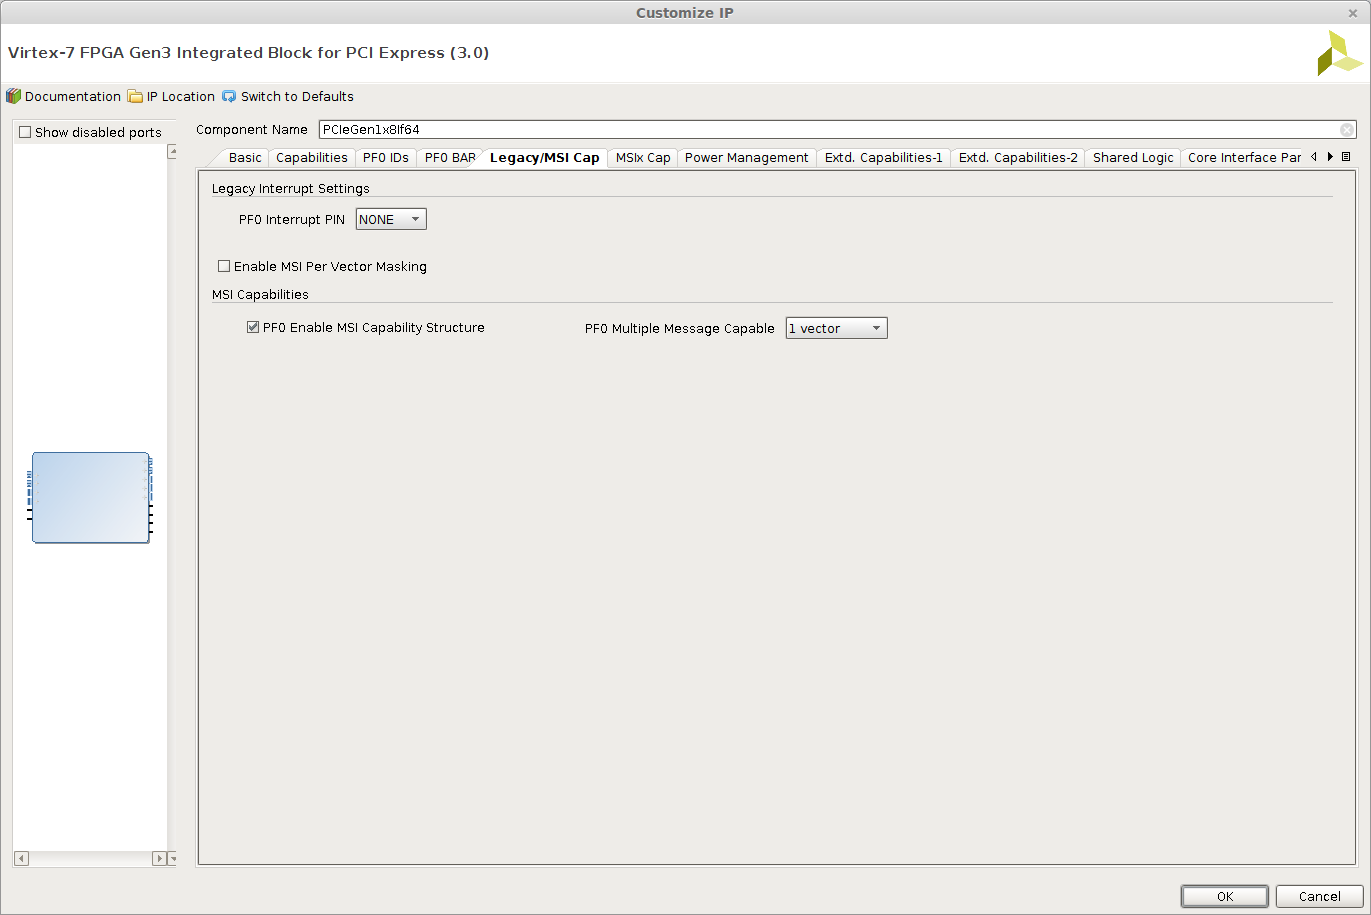 Customize IP
Virtex-7 FPGA Gen3 Integrated Block for PCI Express (3.0)
Documentation IP Location Switch to Defaults
Show disabled ports
Component Name PCIeGen1x8If64
Basic Capabilities PF0 IDs PF0 BAR Legacy/MSI Cap MSIx Cap Power Management Extd. Capabilities-1 Extd. Capabilities-2 Shared Logic Core Interface Par
Legacy Interrupt Settings
PF0 Interrupt PIN NONE
Enable MSI Per Vector Masking
MSI Capabilities
PF0 Enable MSI Capability Structure PF0 Multiple Message Capable 1 vector
OK Cancel